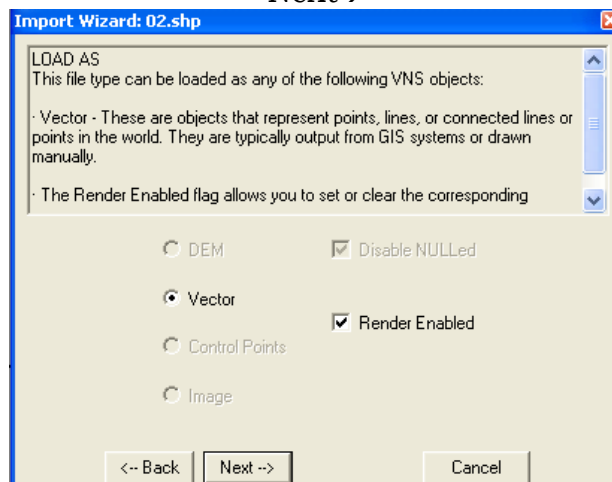 Import Wizard: 02.shp
LOAD AS
This file type can be loaded as any of the following VNS objects:
· Vector - These are objects that represent points, lines, or connected lines or
points in the world. They are typically output from GIS systems or drawn
manually.
· The Render Enabled flag allows you to set or clear the corresponding
DEM
Disable NULLed
Vector
Render Enabled
Control Points
Image
<-- Back
Next -->
Cancel